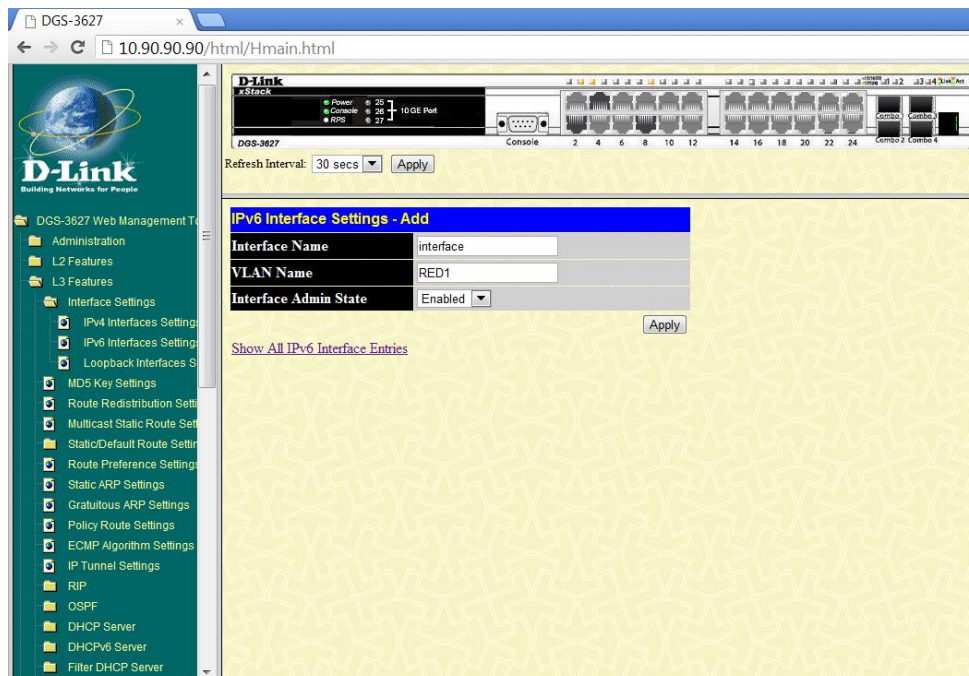 DGS-3627
10.90.90.90/html/Hmain.html
D-Link
Building Networks for People
DGS-3627 Web Management To
Administration
L2 Features
L3 Features
Interface Settings
IPv4 Interfaces Settings
IPv6 Interfaces Settings
Loopback Interfaces S
MD5 Key Settings
Route Redistribution Setti
Multicast Static Route Sett
Static/Default Route Settin
Route Preference Settings
Static ARP Settings
Gratuitous ARP Settings
Policy Route Settings
ECMP Algorithm Settings
IP Tunnel Settings
RIP
OSPF
DHCP Server
DHCPv6 Server
Filter DHCP Server
D-Link
xStack
Power 25
Console 26 10GE Port
RPS 27
DGS-3627
Console
2 4 6 8 10 12
14 16 18 20 22 24
Combo1 Combo3
Combo 2 Combo 4
Refresh Interval: 30 secs Apply
IPv6 Interface Settings - Add
Interface Name interface
VLAN Name RED1
Interface Admin State Enabled
Apply
Show All IPv6 Interface Entries